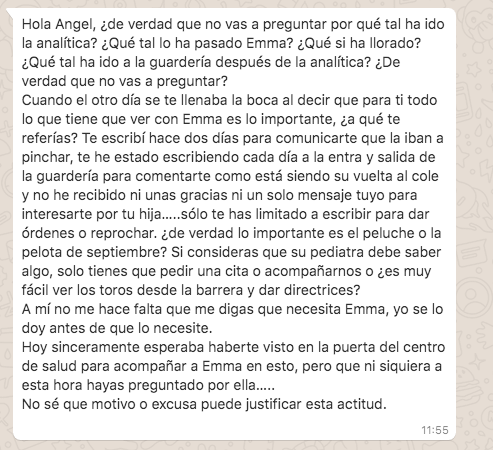 Hola Angel, ¿de verdad que no vas a preguntar por qué tal ha ido
la analítica? ¿Qué tal lo ha pasado Emma? ¿Qué si ha llorado?
¿Qué tal ha ido a la guardería después de la analítica? ¿De
verdad que no vas a preguntar?
Cuando el otro día se te llenaba la boca al decir que para ti todo
lo que tiene que ver con Emma es lo importante, ¿a qué te
referías? Te escribí hace dos días para comunicarte que la iban a
pinchar, te he estado escribiendo cada día a la entra y salida de
la guardería para comentarte como está siendo su vuelta al cole
y no he recibido ni unas gracias ni un solo mensaje tuyo para
interesarte por tu hija.....sólo te has limitado a escribir para dar
órdenes o reprochar. ¿de verdad lo importante es el peluche o la
pelota de septiembre? Si consideras que su pediatra debe saber
algo, solo tienes que pedir una cita o acompañarnos o ¿es muy
fácil ver los toros desde la barrera y dar directrices?
A mí no me hace falta que me digas que necesita Emma, yo se lo
doy antes de que lo necesite.
Hoy sinceramente esperaba haberte visto en la puerta del centro
de salud para acompañar a Emma en esto, pero que ni siquiera a
esta hora hayas preguntado por ella.....
No sé que motivo o excusa puede justificar esta actitud.
11:55